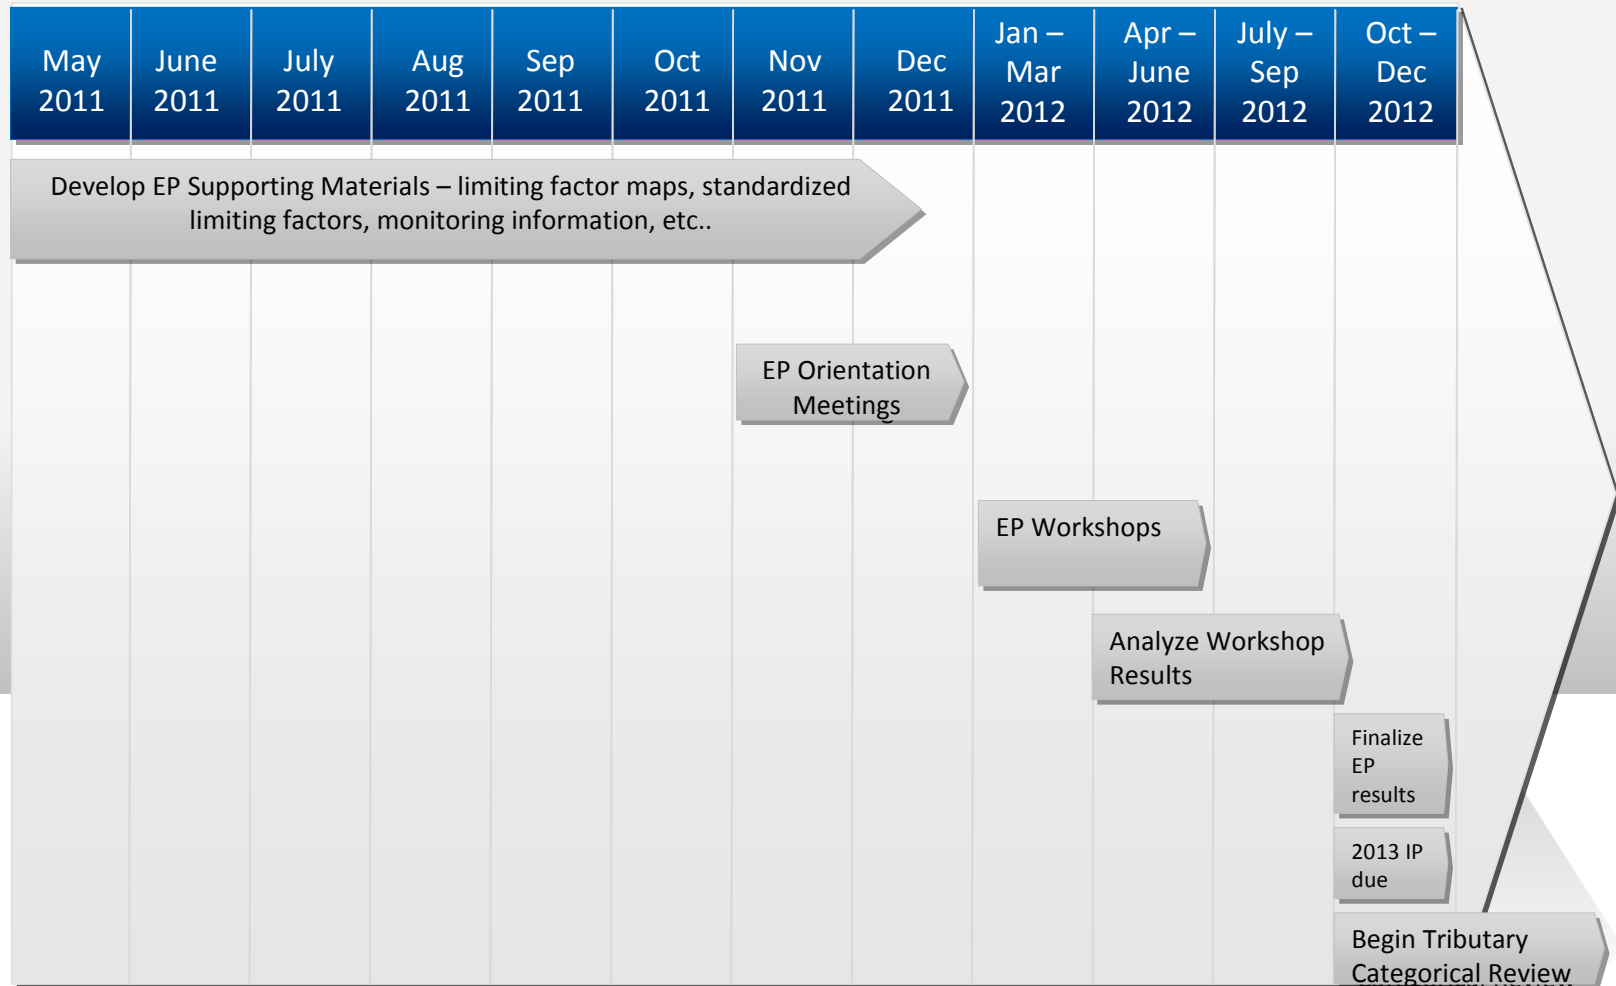 May
2011
June
2011
July
2011
Aug
2011
Sep
2011
Oct
2011
Nov
2011
Dec
2011
Jan –
Mar
2012
Apr –
June
2012
July –
Sep
2012
Oct –
Dec
2012
Develop EP Supporting Materials – limiting factor maps, standardized
limiting factors, monitoring information, etc..
EP Orientation
Meetings
EP Workshops
Analyze Workshop
Results
Finalize
EP
results
2013 IP
due
Begin Tributary
Categorical Review